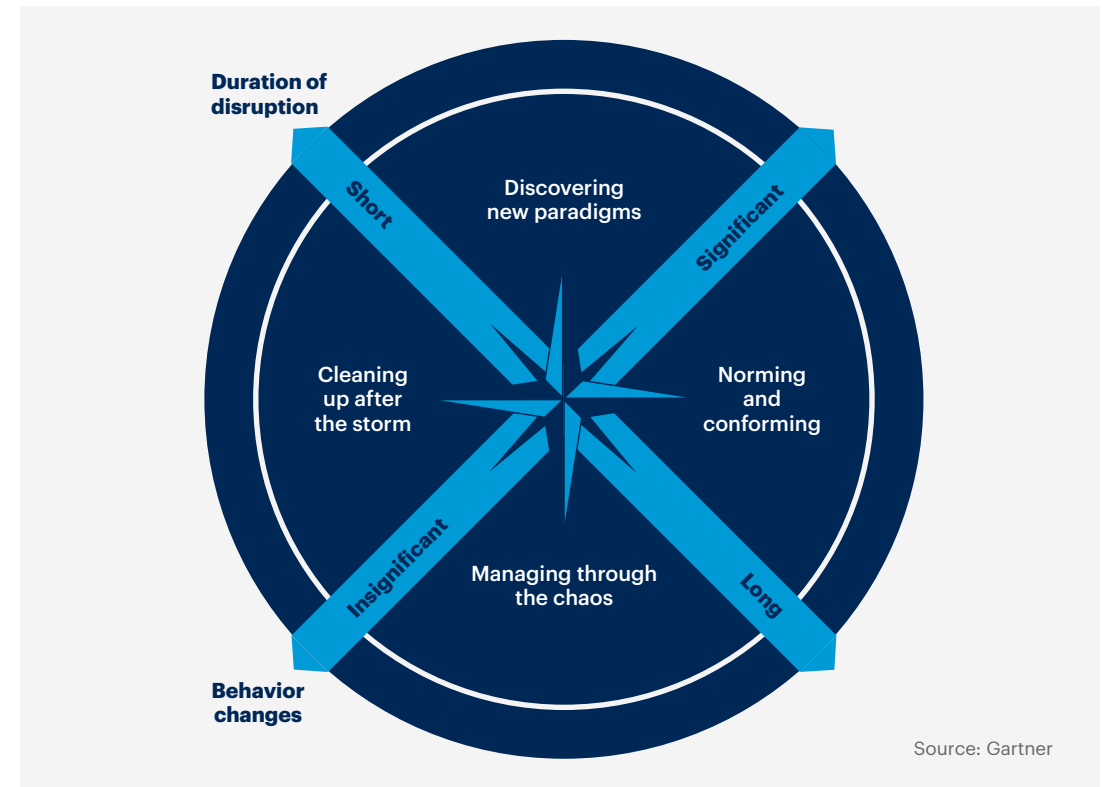 Duration of
disruption
Short
Discovering
new paradigms
Significant
Cleaning
up after
the storm
Norming
and
conforming
Insignificant
Managing through
the chaos
Long
Behavior
changes
Source: Gartner